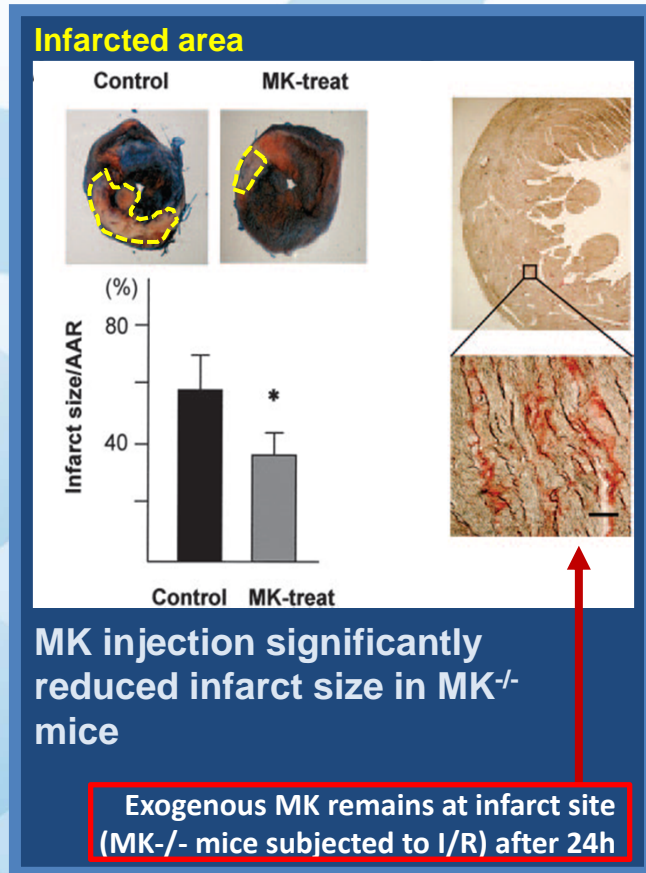 Infarcted area
Control
MK-treat
(%)
80
40
Infarct size/AAR
*
Control MK-treat
MK injection significantly
reduced infarct size in MK-/-
mice
Exogenous MK remains at infarct site
(MK-/- mice subjected to I/R) after 24h